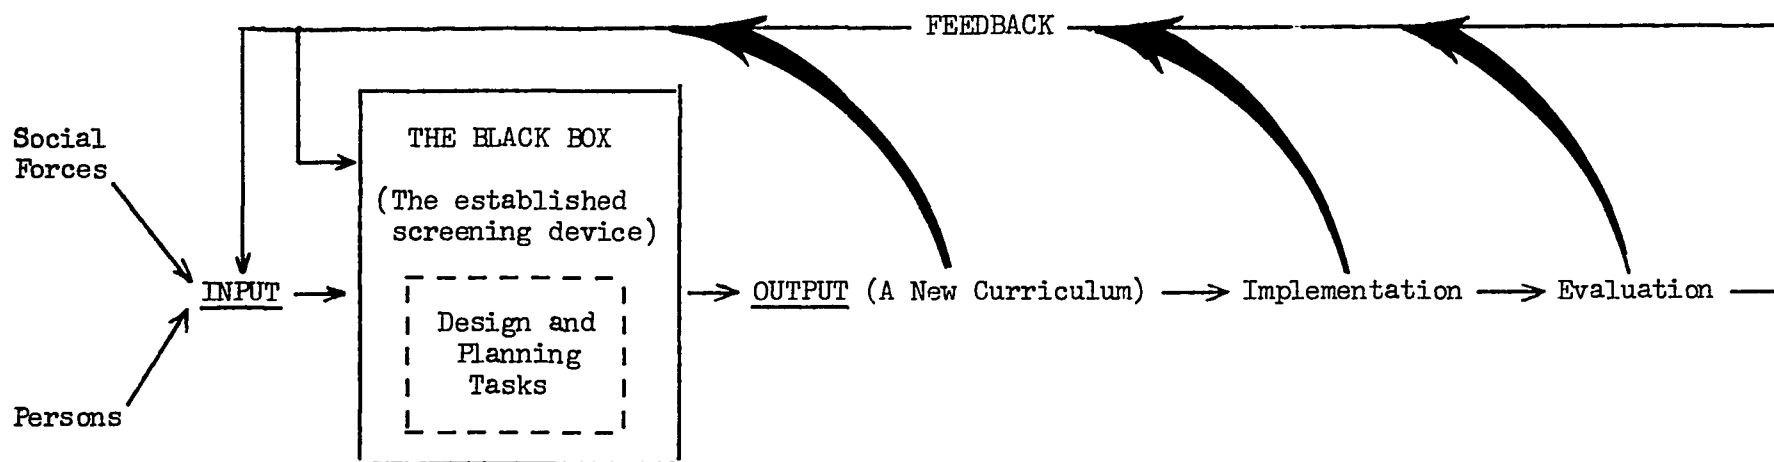 FEEDBACK
Social
Forces
THE BLACK BOX
(The established
screening device)
INPUT
OUTPUT (A New Curriculum)
Implementation
Evaluation
Design and
Planning
Tasks
Persons